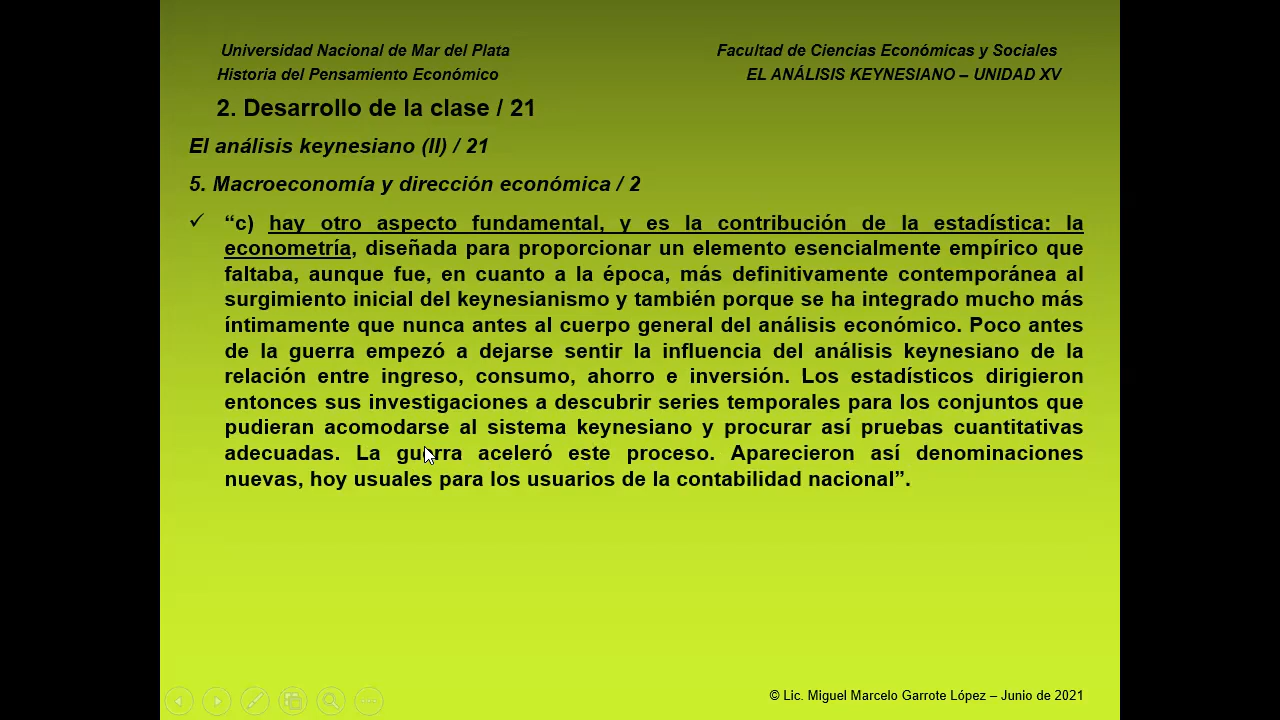 Universidad Nacional de Mar del Plata
Facultad de Ciencias Económicas y Sociales
Historia del Pensamiento Económico
EL ANÁLISIS KEYNESIANO – UNIDAD XV
2. Desarrollo de la clase / 21
El análisis keynesiano (II) / 21
5. Macroeconomía y dirección económica / 2
✓ “c) hay otro aspecto fundamental, y es la contribución de la estadística: la
econometría, diseñada para proporcionar un elemento esencialmente empírico que
faltaba, aunque fue, en cuanto a la época, más definitivamente contemporánea al
surgimiento inicial del keynesianismo y también porque se ha integrado mucho más
íntimamente que nunca antes al cuerpo general del análisis económico. Poco antes
de la guerra empezó a dejarse sentir la influencia del análisis keynesiano de la
relación entre ingreso, consumo, ahorro e inversión. Los estadísticos dirigieron
entonces sus investigaciones a descubrir series temporales para los conjuntos que
pudieran acomodarse al sistema keynesiano y procurar así pruebas cuantitativas
adecuadas. La guerra aceleró este proceso. Aparecieron así denominaciones
nuevas, hoy usuales para los usuarios de la contabilidad nacional”.
© Lic. Miguel Marcelo Garrote López – Junio de 2021